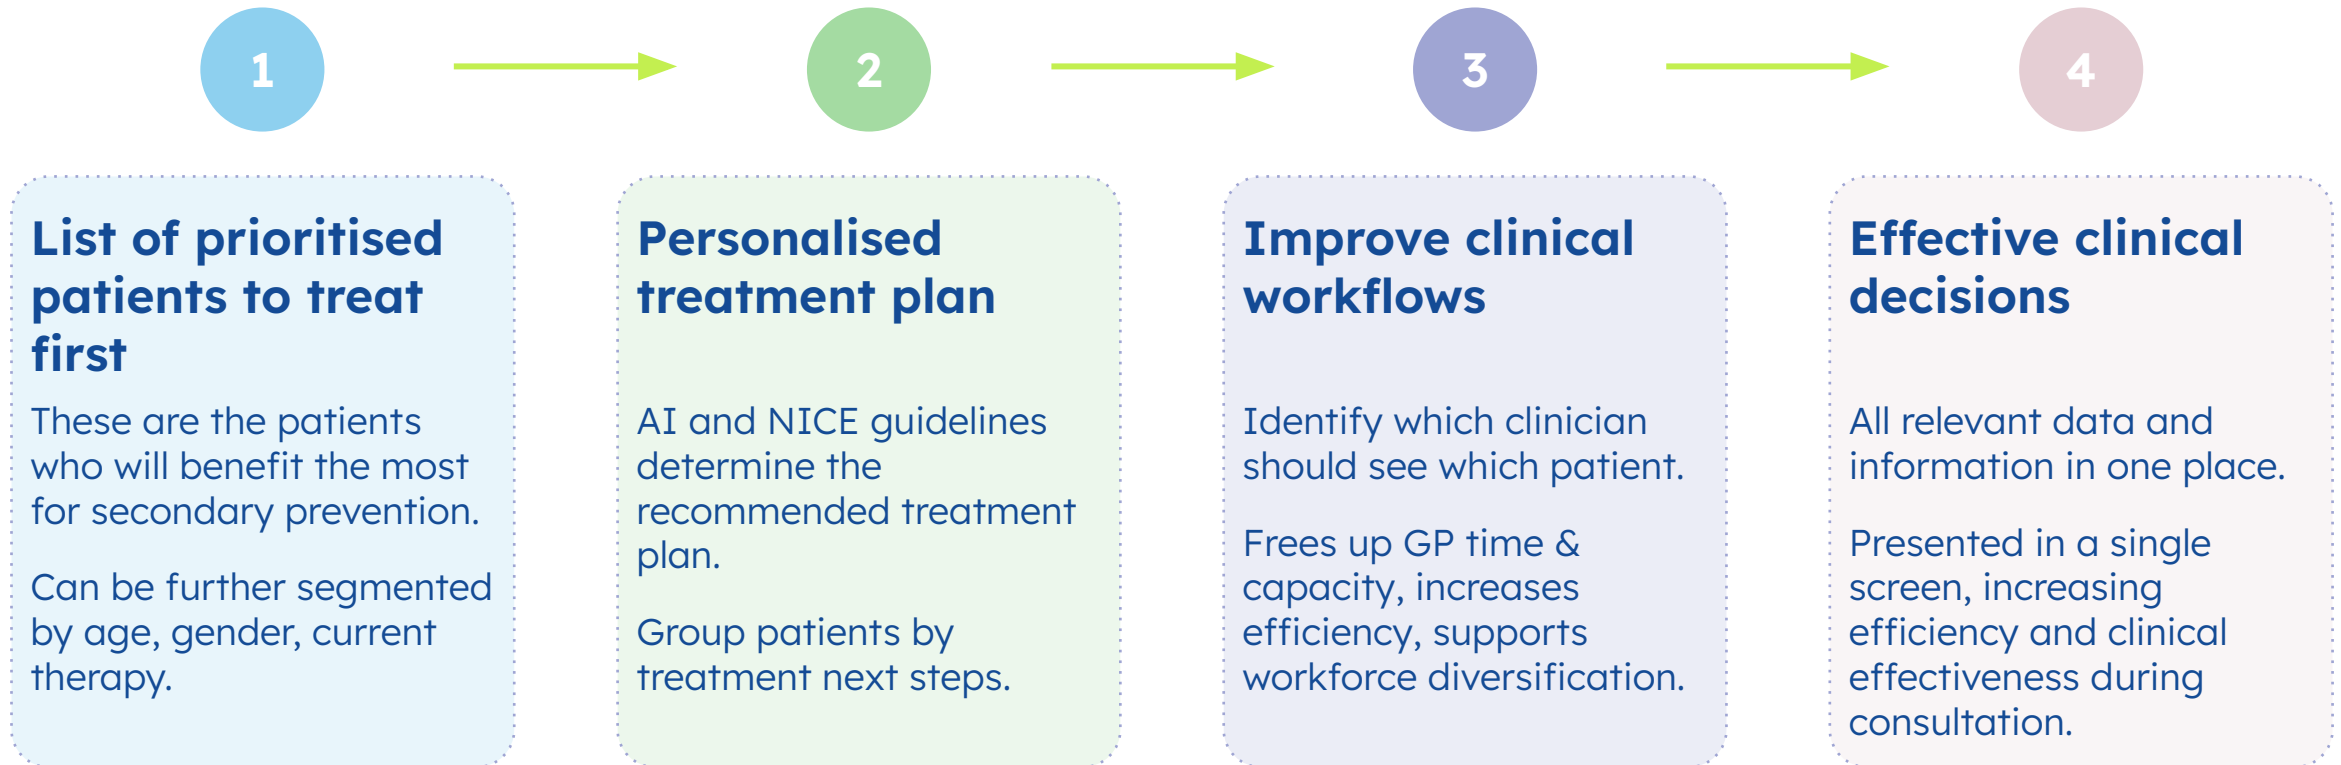 1
2
3
4
List of prioritised
patients to treat
first
These are the patients
who will benefit the most
for secondary prevention.
Can be further segmented
by age, gender, current
therapy.
Personalised
treatment plan
AI and NICE guidelines
determine the
recommended treatment
plan.
Group patients by
treatment next steps.
Improve clinical
workflows
Identify which clinician
should see which patient.
Frees up GP time &
capacity, increases
efficiency, supports
workforce diversification.
Effective clinical
decisions
All relevant data and
information in one place.
Presented in a single
screen, increasing
efficiency and clinical
effectiveness during
consultation.